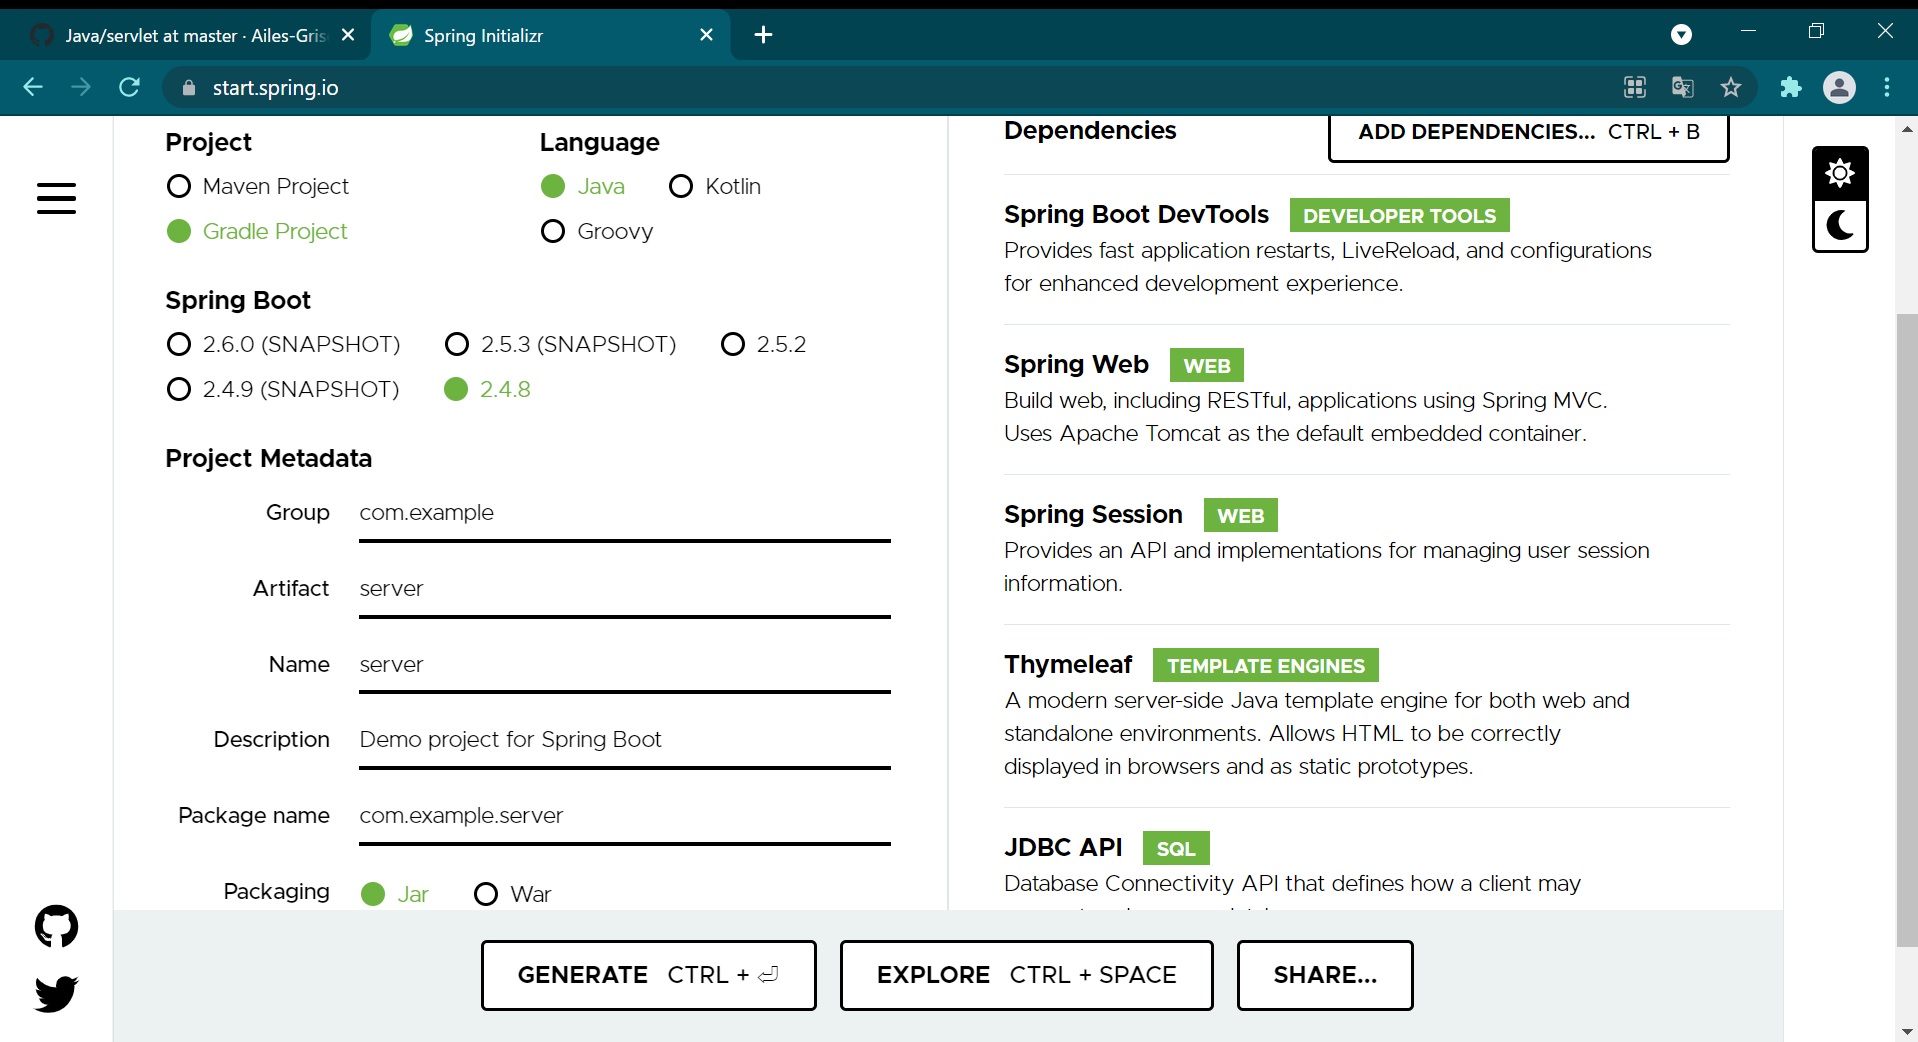 Java/servlet at master · Ailes-Gris
Spring Initializr
start.spring.io
Project
Maven Project
Gradle Project
Language
Java
Kotlin
Groovy
Spring Boot
2.6.0 (SNAPSHOT)
2.5.3 (SNAPSHOT)
2.5.2
2.4.9 (SNAPSHOT)
2.4.8
Project Metadata
Group com.example
Artifact server
Name server
Description Demo project for Spring Boot
Package name com.example.server
Packaging Jar War
Dependencies
ADD DEPENDENCIES... CTRL + B
Spring Boot DevTools DEVELOPER TOOLS
Provides fast application restarts, LiveReload, and configurations
for enhanced development experience.
Spring Web WEB
Build web, including RESTful, applications using Spring MVC.
Uses Apache Tomcat as the default embedded container.
Spring Session WEB
Provides an API and implementations for managing user session
information.
Thymeleaf TEMPLATE ENGINES
A modern server-side Java template engine for both web and
standalone environments. Allows HTML to be correctly
displayed in browsers and as static prototypes.
JDBC API SQL
Database Connectivity API that defines how a client may
GENERATE CTRL + ⏎
EXPLORE CTRL + SPACE
SHARE...